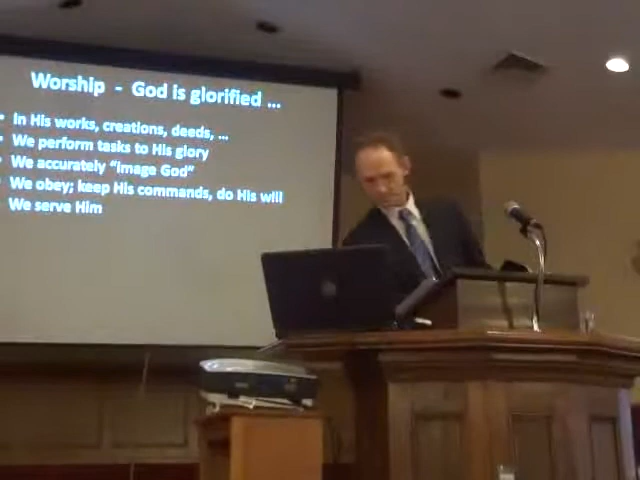 Worship - God is glorified ...
• In His works, creations, deeds, ...
• We perform tasks to His glory
• We accurately "image God"
• We obey; keep His commands, do His will
We serve Him